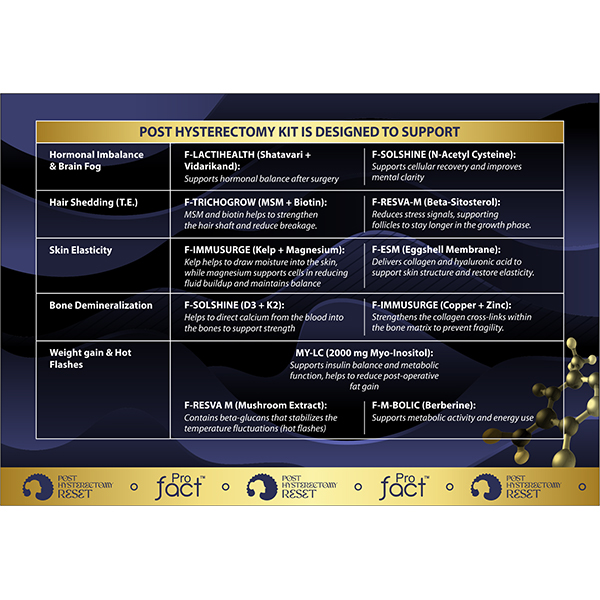 POST HYSTERECTOMY KIT IS DESIGNED TO SUPPORT
Hormonal Imbalance
& Brain Fog
F-LACTIHEALTH (Shatavari +
Vidarikand):
Supports hormonal balance after surgery
F-SOLSHINE (N-Acetyl Cysteine):
Supports cellular recovery and improves
mental clarity
Hair Shedding (T.E.)
F-TRICHOGROW (MSM + Biotin):
MSM and biotin helps to strengthen
the hair shaft and reduce breakage.
F-RESVA-M (Beta-Sitosterol):
Reduces stress signals, supporting
follicles to stay longer in the growth phase.
Skin Elasticity
F-IMMUSURGE (Kelp + Magnesium):
Kelp helps to draw moisture into the skin,
while magnesium supports cells in reducing
fluid buildup and maintains balance
F-ESM (Eggshell Membrane):
Delivers collagen and hyaluronic acid to
support skin structure and restore elasticity.
Bone Demineralization
F-SOLSHINE (D3 + K2):
Helps to direct calcium from the blood into
the bones to support strength
F-IMMUSURGE (Copper + Zinc):
Strengthens the collagen cross-links within
the bone matrix to prevent fragility.
Weight gain & Hot
Flashes
MY-LC (2000 mg Myo-Inositol):
Supports insulin balance and metabolic
function, helps to reduce post-operative
fat gain
F-RESVA M (Mushroom Extract):
Contains beta-glucans that stabilizes the
temperature fluctuations (hot flashes)
F-M-BOLIC (Berberine):
Supports metabolic activity and energy use
POST
HYSTERECTOMY
RESET
Pro
fact™
POST
HYSTERECTOMY
RESET
Pro
fact™
POST
HYSTERECTOMY
RESET